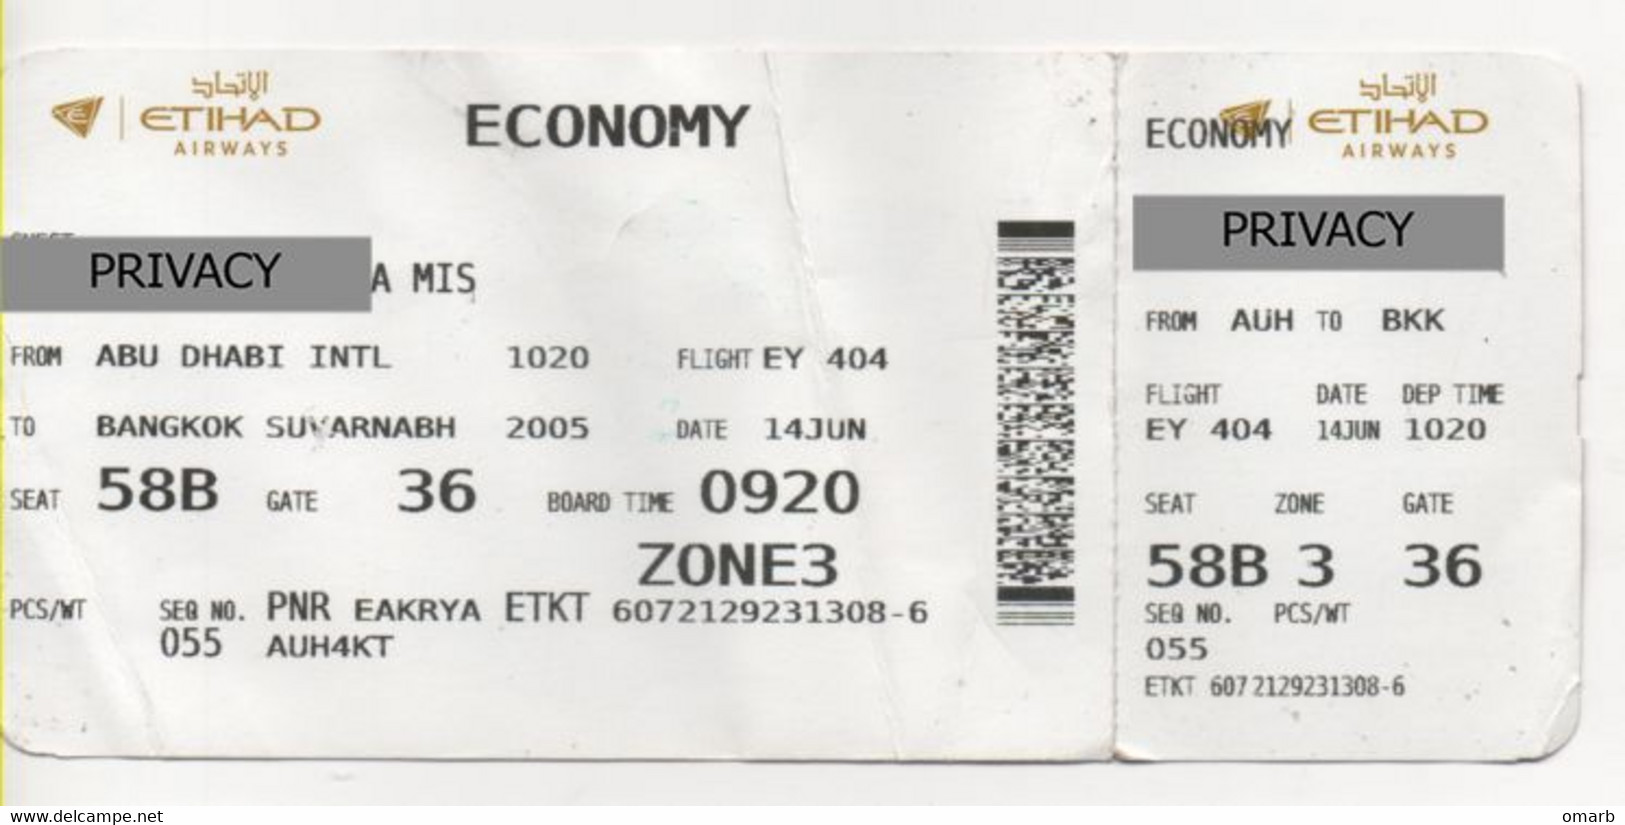 الإتحاد
ETIHAD
AIRWAYS
ECONOMY
PRIVACY A MIS
FROM ABU DHABI INTL 1020 FLIGHT EY 404
TO BANGKOK SUVARNABH 2005 DATE 14JUN
SEAT 58B GATE 36 BOARD TIME 0920
ZONE3
PCS/WT SEQ NO. PNR EAKRYA ETKT 6072129231308-6
055 AUH4KT
الإتحاد
ECONOMY ETIHAD
AIRWAYS
PRIVACY
FROM AUH TO BKK
FLIGHT DATE DEP TIME
EY 404 14JUN 1020
SEAT ZONE GATE
58B 3 36
SEQ NO. PCS/WT
055
ETKT 6072129231308-6
www.delcampe.net omarb